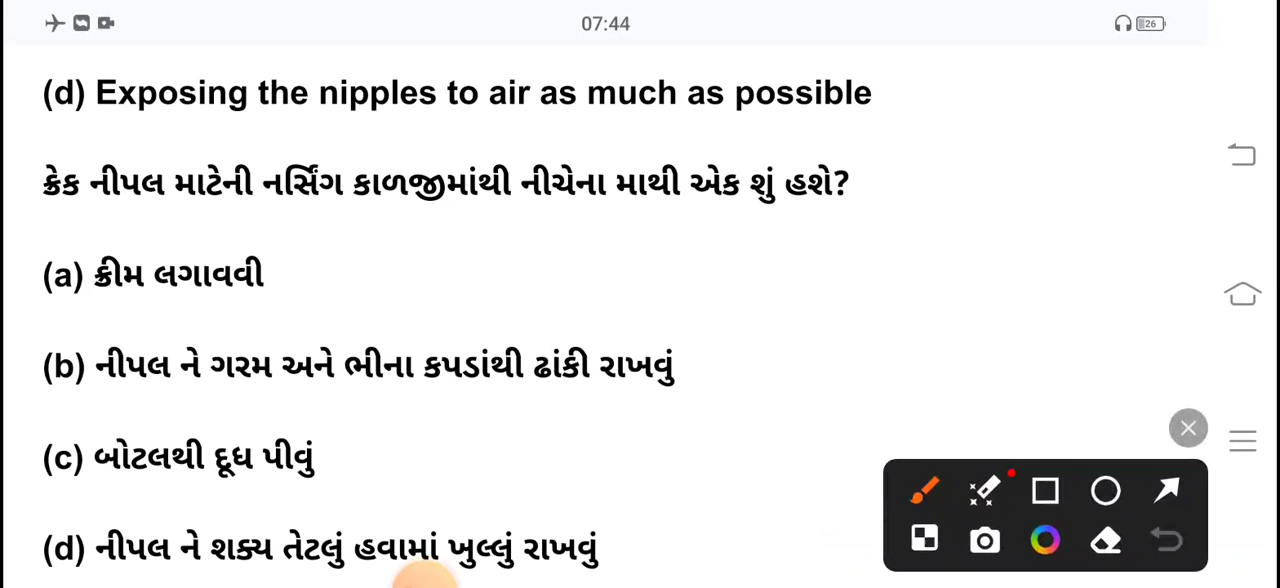 07:44
26
(d) Exposing the nipples to air as much as possible
ક્રેક નીપલ માટેની નર્સિંગ કાળજીમાંથી નીચેના માથી એક શું હશે?
(a) ક્રીમ લગાવવી
(b) નીપલ ને ગરમ અને ભીના કપડાંથી ઢાંકી રાખવું
(c) બોટલથી દૂધ પીવું
(d) નીપલ ને શક્ય તેટલું હવામાં ખુલ્લું રાખવું